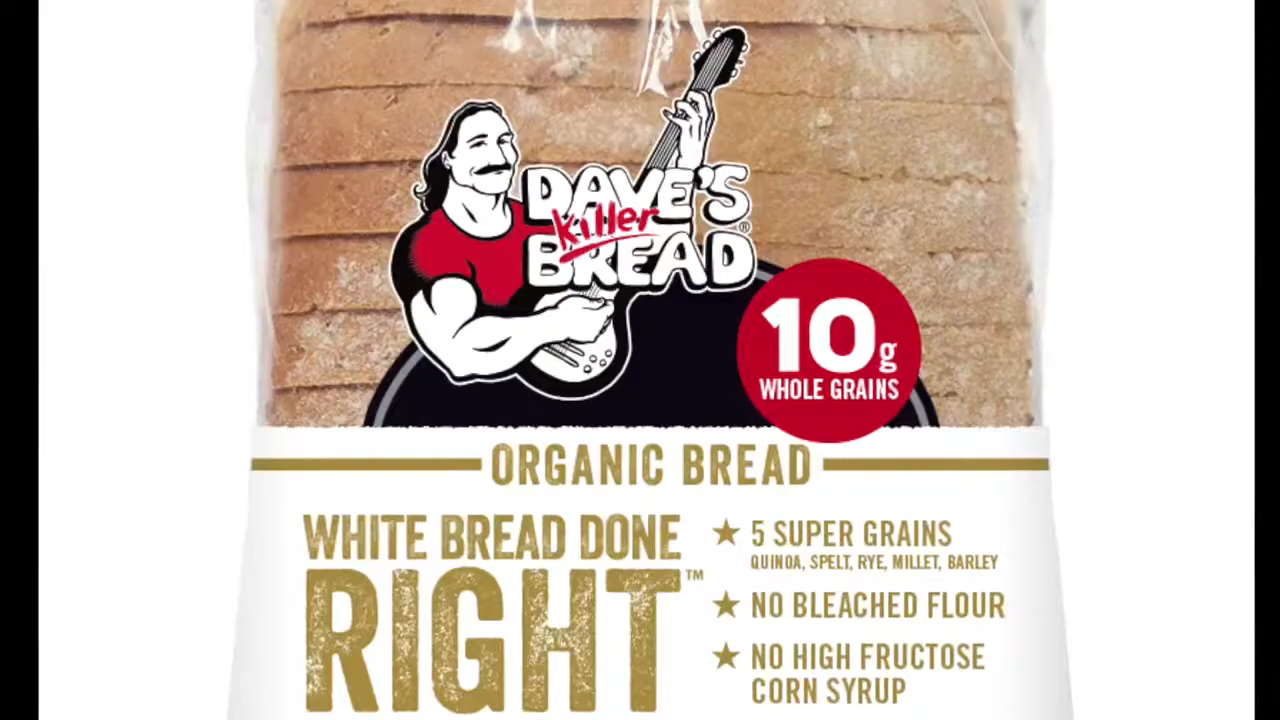 DAVE'S
killer
BREAD®
10g
WHOLE GRAINS
ORGANIC BREAD
WHITE BREAD DONE
RIGHT™
★ 5 SUPER GRAINS
QUINOA, SPELT, RYE, MILLET, BARLEY
★ NO BLEACHED FLOUR
★ NO HIGH FRUCTOSE
CORN SYRUP